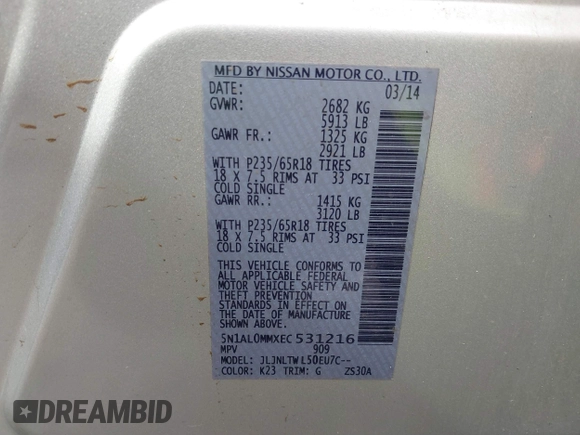 MFD BY NISSAN MOTOR CO., LTD.
DATE: 03/14
GVWR: 2682 KG
5913 LB
GAWR FR.: 1325 KG
2921 LB
WITH P235/65R18 TIRES
18 X 7.5 RIMS AT 33 PSI
COLD SINGLE
GAWR RR.: 1415 KG
3120 LB
WITH P235/65R18 TIRES
18 X 7.5 RIMS AT 33 PSI
COLD SINGLE
THIS VEHICLE CONFORMS TO
ALL APPLICABLE FEDERAL
MOTOR VEHICLE SAFETY AND
THEFT PREVENTION
STANDARDS IN EFFECT ON
THE DATE OF MANUFACTURE
SHOWN ABOVE.
5N1AL0MMXEC531216
MPV 909
MODEL: JLJNLTWL50EU7C--
COLOR: K23 TRIM: G ZS30A
DREAMBID